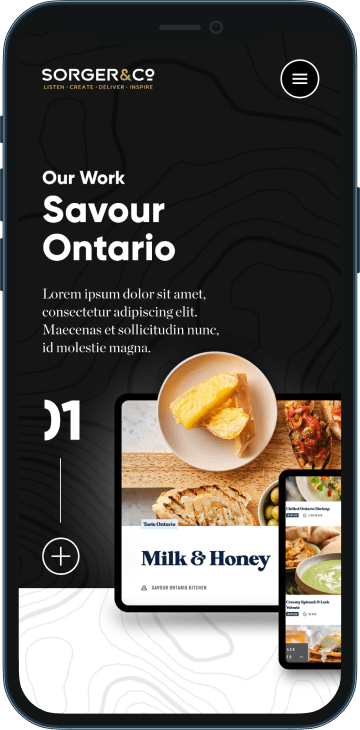 SORGER&CO
LISTEN · CREATE · DELIVER · INSPIRE
Our Work
Savour
Ontario
Lorem ipsum dolor sit amet,
consectetur adipiscing elit.
Maecenas et sollicitudin nunc,
id molestie magna.
01
Taste Ontario
Milk & Honey
SAVOUR ONTARIO KITCHEN
Chilled Ontario Shrimp
Creamy Spinach & Leek
Velouté